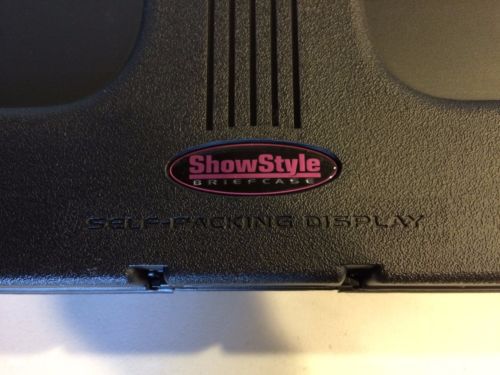 ShowStyle
BRIEFCASE
SELF-PACKING DISPLAY